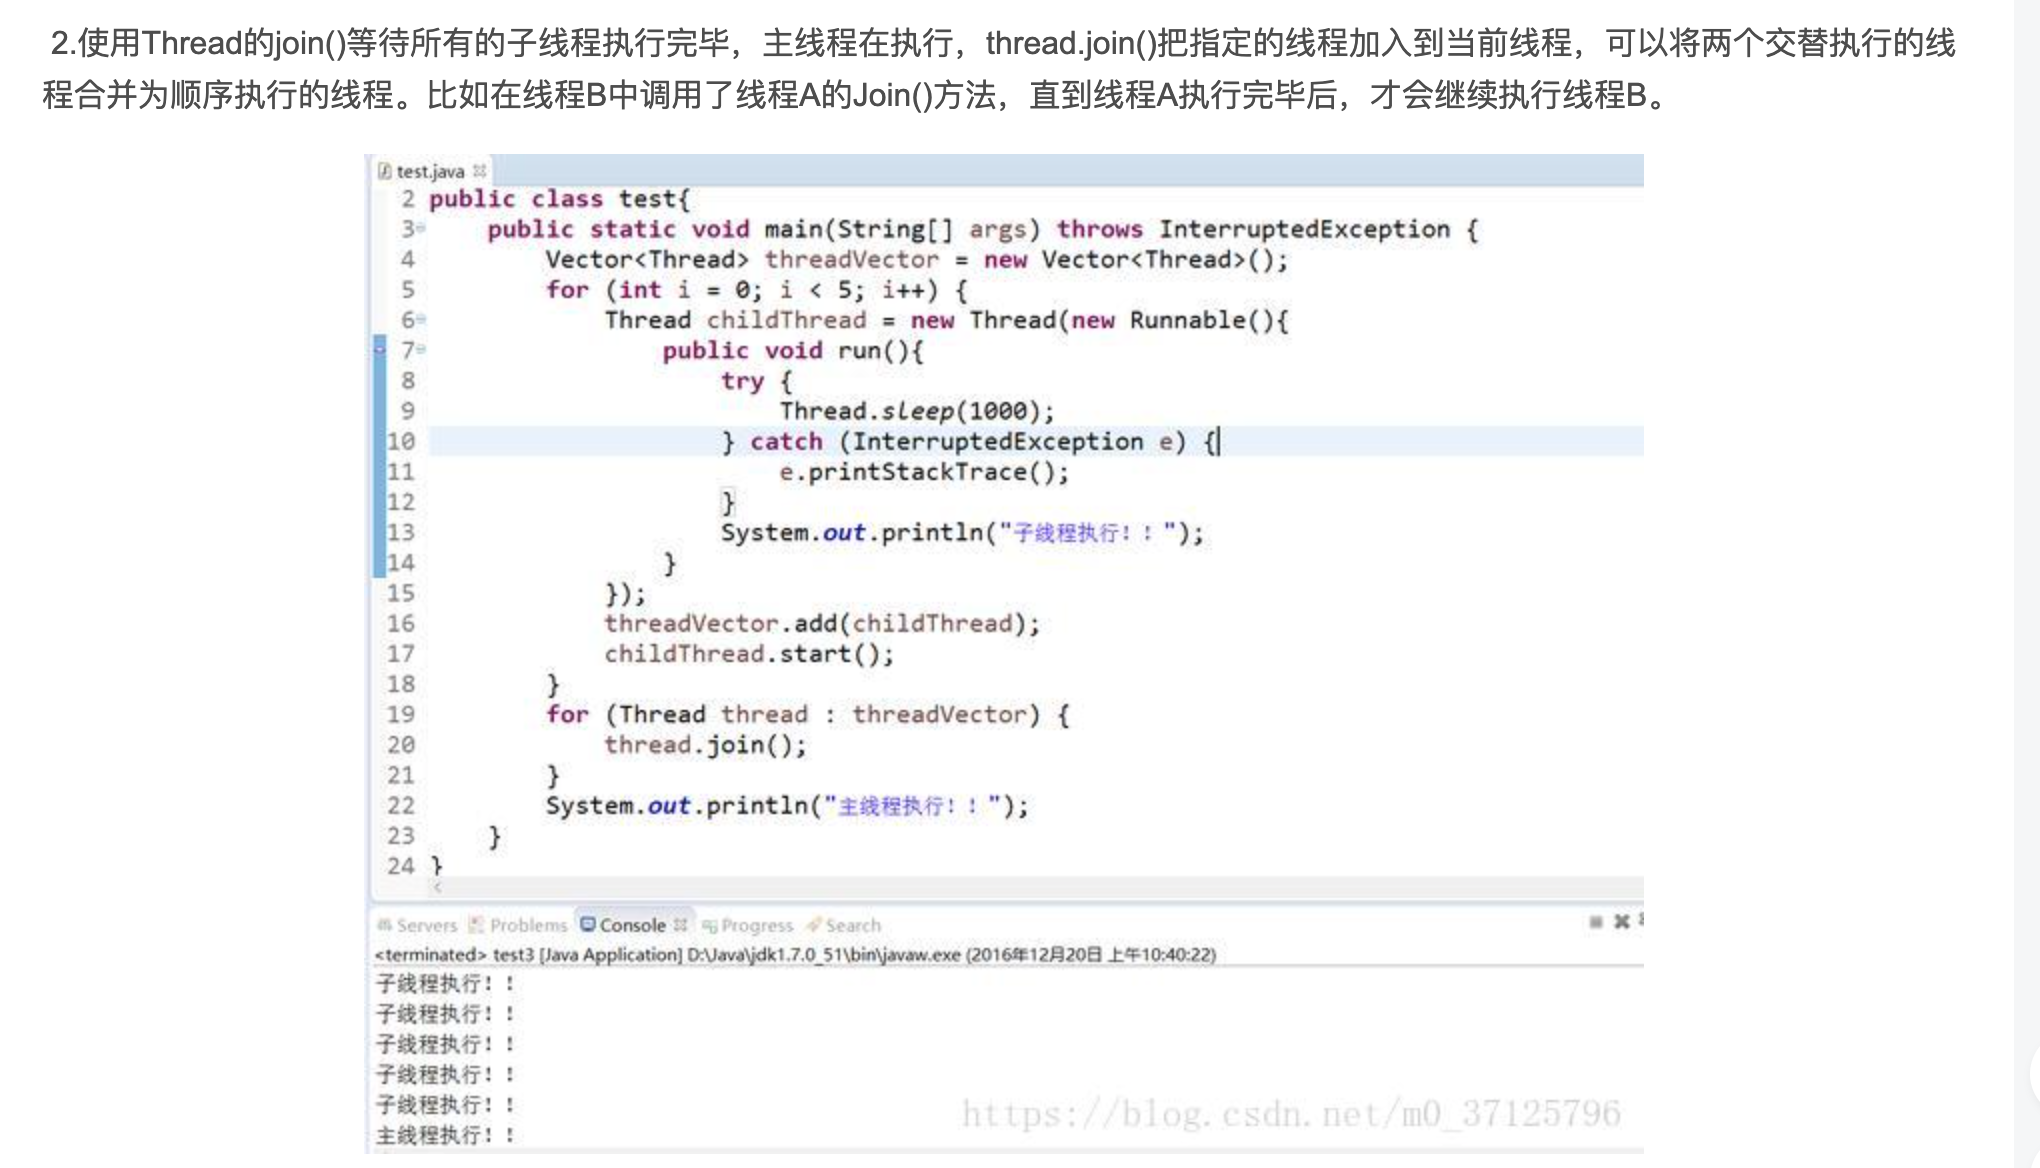 2.使用Thread的join()等待所有的子线程执行完毕，主线程在执行，thread.join()把指定的线程加入到当前线程，可以将两个交替执行的线
程合并为顺序执行的线程。比如在线程B中调用了线程A的Join()方法，直到线程A执行完毕后，才会继续执行线程B。
test.java
2 public class test{
3 public static void main(String[] args) throws InterruptedException {
4 Vector<Thread> threadVector = new Vector<Thread>();
5 for (int i = 0; i < 5; i++) {
6 Thread childThread = new Thread(new Runnable(){
7 public void run(){
8 try {
9 Thread.sleep(1000);
10 } catch (InterruptedException e) {
11 e.printStackTrace();
12 }
13 System.out.println("子线程执行！！");
14 }
15 });
16 threadVector.add(childThread);
17 childThread.start();
18 }
19 for (Thread thread : threadVector) {
20 thread.join();
21 }
22 System.out.println("主线程执行！！");
23 }
24 }
Servers Problems Console Progress Search
<terminated> test3 [Java Application] D:\Java\jdk1.7.0_51\bin\javaw.exe (2016年12月20日 上午10:40:22)
子线程执行！！
子线程执行！！
子线程执行！！
子线程执行！！
子线程执行！！
主线程执行！！
https://blog.csdn.net/m0_37125796